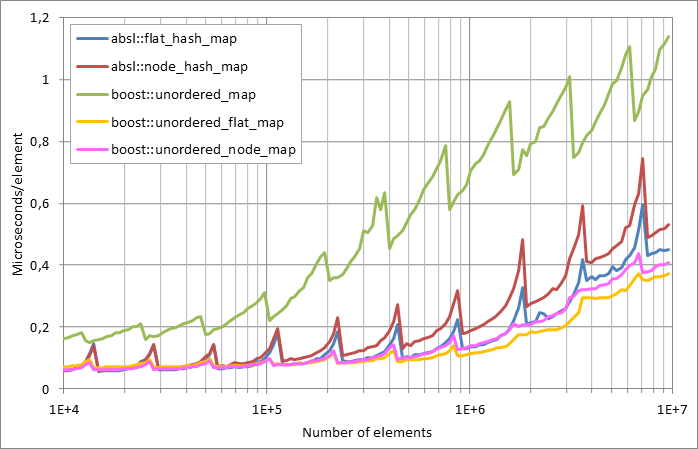 1,2
1
0,8
0,6
0,4
0,2
0
Microseconds/element
absl::flat_hash_map
absl::node_hash_map
boost::unordered_map
boost::unordered_flat_map
boost::unordered_node_map
1E+4
1E+5
1E+6
1E+7
Number of elements